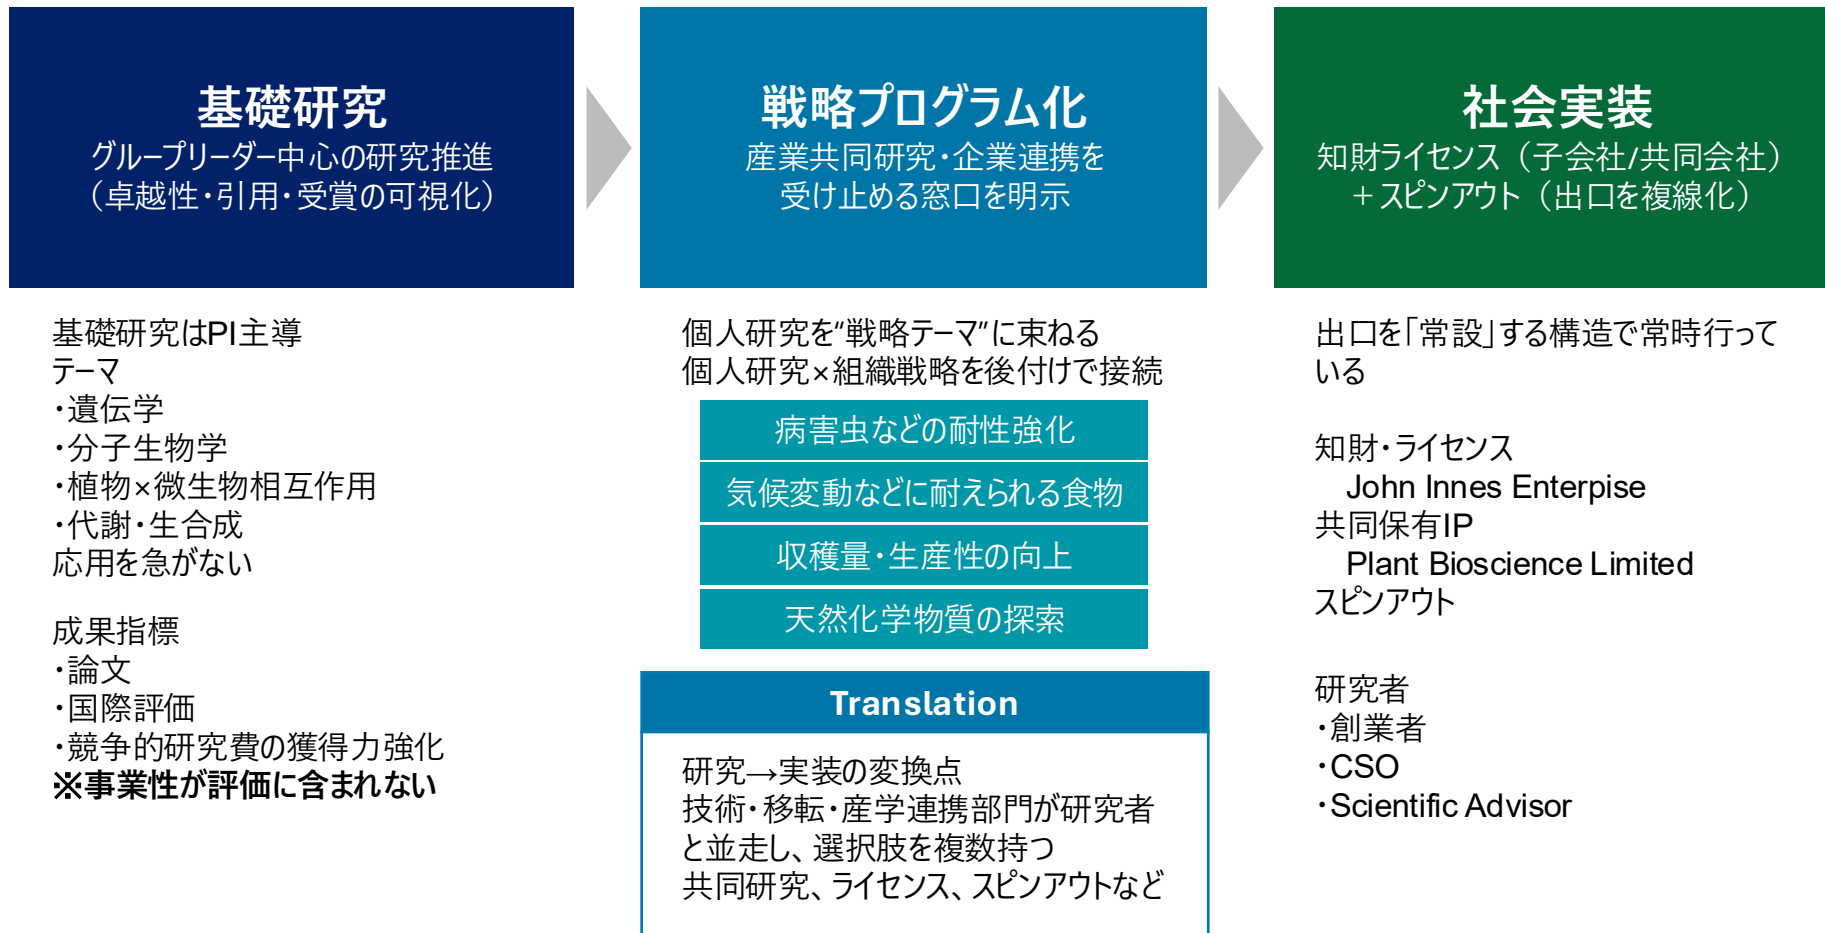 基礎研究
グループリーダー中心の研究推進
（卓越性・引用・受賞の可視化）
戦略プログラム化
産業共同研究・企業連携を
受け止める窓口を明示
社会実装
知財ライセンス（子会社/共同会社）
＋スピンアウト（出口を複線化）
基礎研究はPI主導
テーマ
・遺伝学
・分子生物学
・植物×微生物相互作用
・代謝・生合成
応用を急がない
成果指標
・論文
・国際評価
・競争的研究費の獲得力強化
※事業性が評価に含まれない
個人研究を“戦略テーマ”に束ねる
個人研究×組織戦略を後付けで接続
病害虫などの耐性強化
気候変動などに耐えられる食物
収穫量・生産性の向上
天然化学物質の探索
Translation
研究→実装の変換点
技術・移転・産学連携部門が研究者
と並走し、選択肢を複数持つ
共同研究、ライセンス、スピンアウトなど
出口を「常設」する構造で常時行って
いる
知財・ライセンス
John Innes Enterpise
共同保有IP
Plant Bioscience Limited
スピンアウト
研究者
・創業者
・CSO
・Scientific Advisor